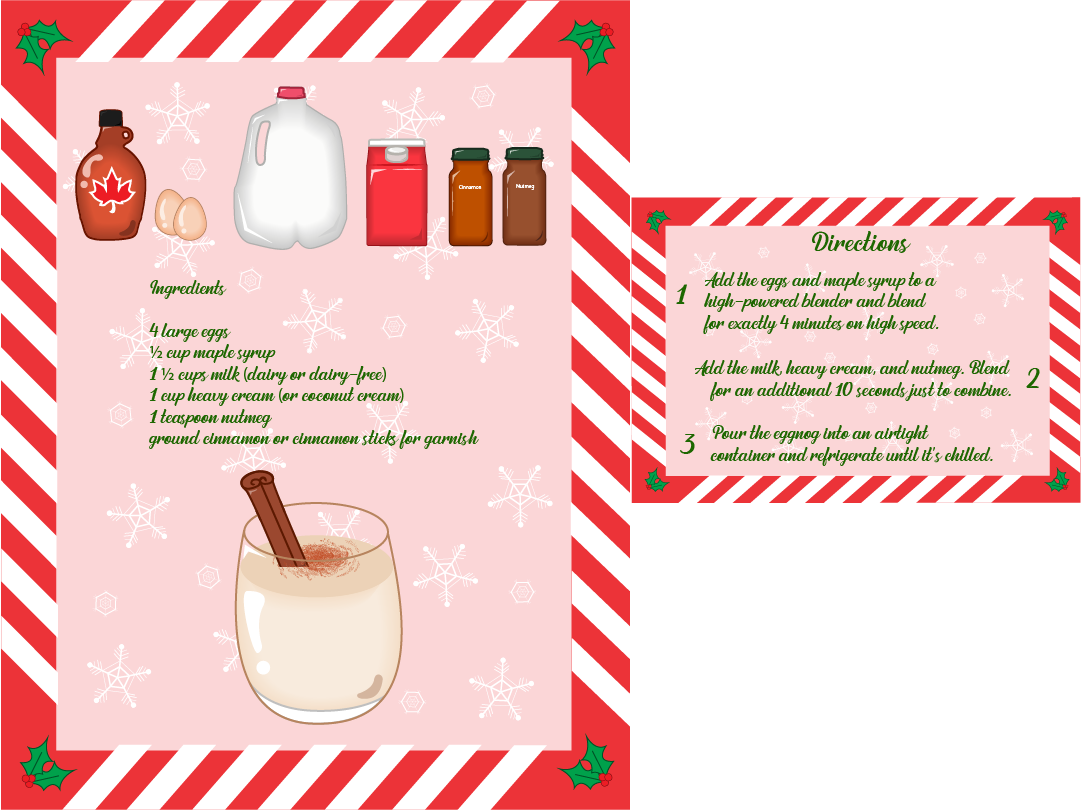 Cinnamon
Nutmeg
Ingredients
4 large eggs
½ cup maple syrup
1 ½ cups milk (dairy or dairy-free)
1 cup heavy cream (or coconut cream)
1 teaspoon nutmeg
ground cinnamon or cinnamon sticks for garnish
Directions
1
Add the eggs and maple syrup to a
high-powered blender and blend
for exactly 4 minutes on high speed.
Add the milk, heavy cream, and nutmeg. Blend
for an additional 10 seconds just to combine.
2
3
Pour the eggnog into an airtight
container and refrigerate until it's chilled.